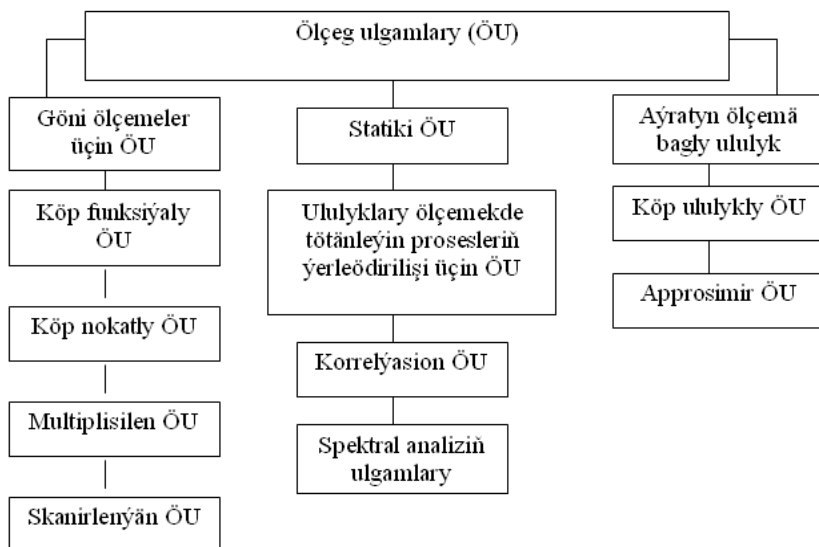 Ölçeg ulgamlary (ÖU)
Göni ölçemeler
üçin ÖU
Köp funksiýaly
ÖU
Köp nokatly ÖU
Multiplisilen ÖU
Skanirlenýän ÖU
Statiki ÖU
Ululyklary ölçemekde
tötänleýin prosesleriň
ýerleödirilişi üçin ÖU
Korrelýasion ÖU
Spektral analiziň
ulgamlary
Aýratyn ölçemä
bagly ululyk
Köp ululykly ÖU
Approsimir ÖU